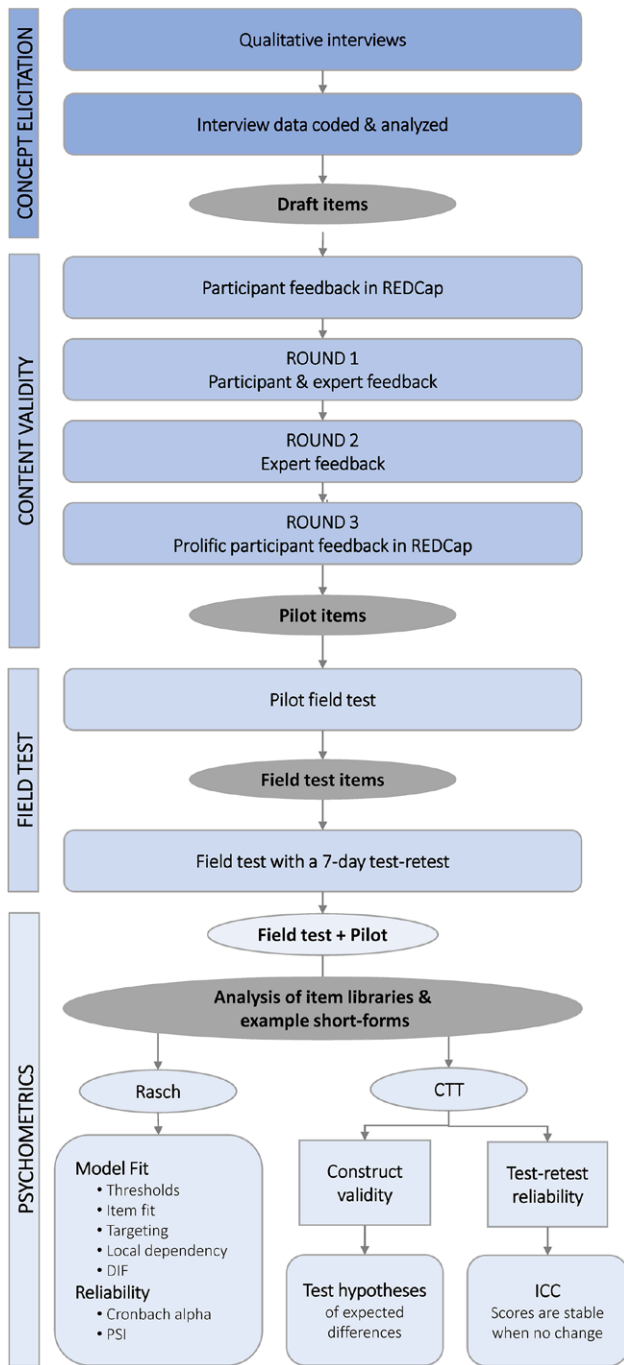 CONCEPT ELICITATION
Qualitative interviews
Interview data coded & analyzed
Draft items
CONTENT VALIDITY
Participant feedback in REDCap
ROUND 1
Participant & expert feedback
ROUND 2
Expert feedback
ROUND 3
Prolific participant feedback in REDCap
Pilot items
FIELD TEST
Pilot field test
Field test items
Field test with a 7-day test-retest
PSYCHOMETRICS
Field test + Pilot
Analysis of item libraries &
example short-forms
Rasch
CTT
Model Fit
• Thresholds
• Item fit
• Targeting
• Local dependency
• DIF
Reliability
• Cronbach alpha
• PSI
Construct
validity
Test-retest
reliability
Test hypotheses
of expected
differences
ICC
Scores are stable
when no change